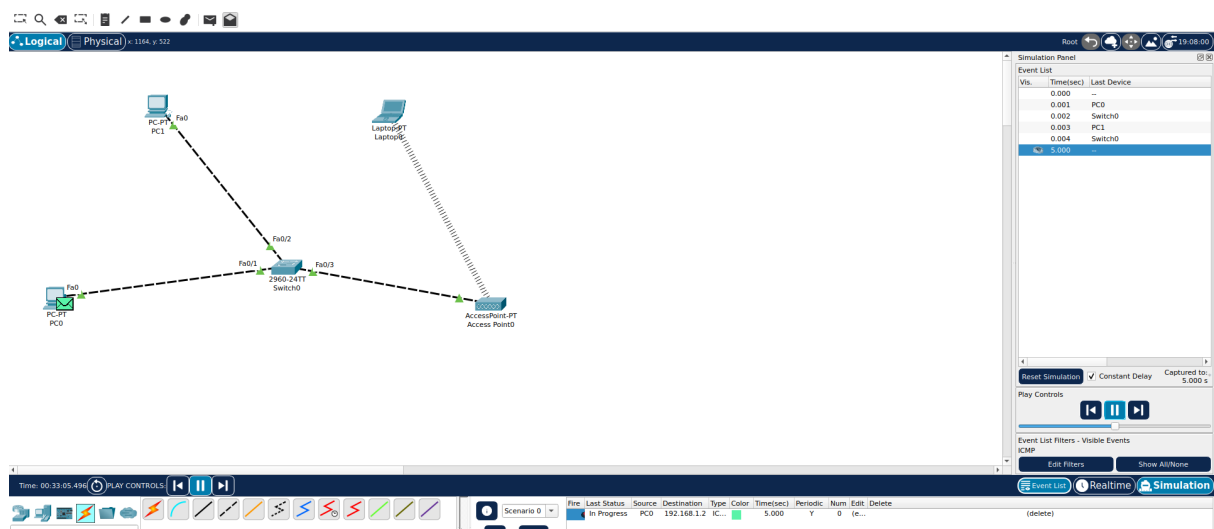 Logical Physical x: 1164, y: 522 Root 19:08:00
Simulation Panel
Event List
Vis. Time(sec) Last Device
0.000 --
0.001 PC0
0.002 Switch0
0.003 PC1
0.004 Switch0
5.000 --
Fa0
PC-PT
PC1
Laptop-PT
Laptop0
Fa0/2
Fa0/1 Fa0/3
2960-24TT
Switch0
Fa0
PC-PT
PC0
AccessPoint-PT
Access Point0
Reset Simulation Constant Delay Captured to:
5.000 s
Play Controls
Event List Filters - Visible Events
ICMP
Edit Filters Show All/None
Time: 00:33:05.496 PLAY CONTROLS: Event List Realtime Simulation
Scenario 0
Fire Last Status Source Destination Type Color Time(sec) Periodic Num Edit Delete
In Progress PC0 192.168.1.2 IC... 5.000 Y 0 (e... (delete)